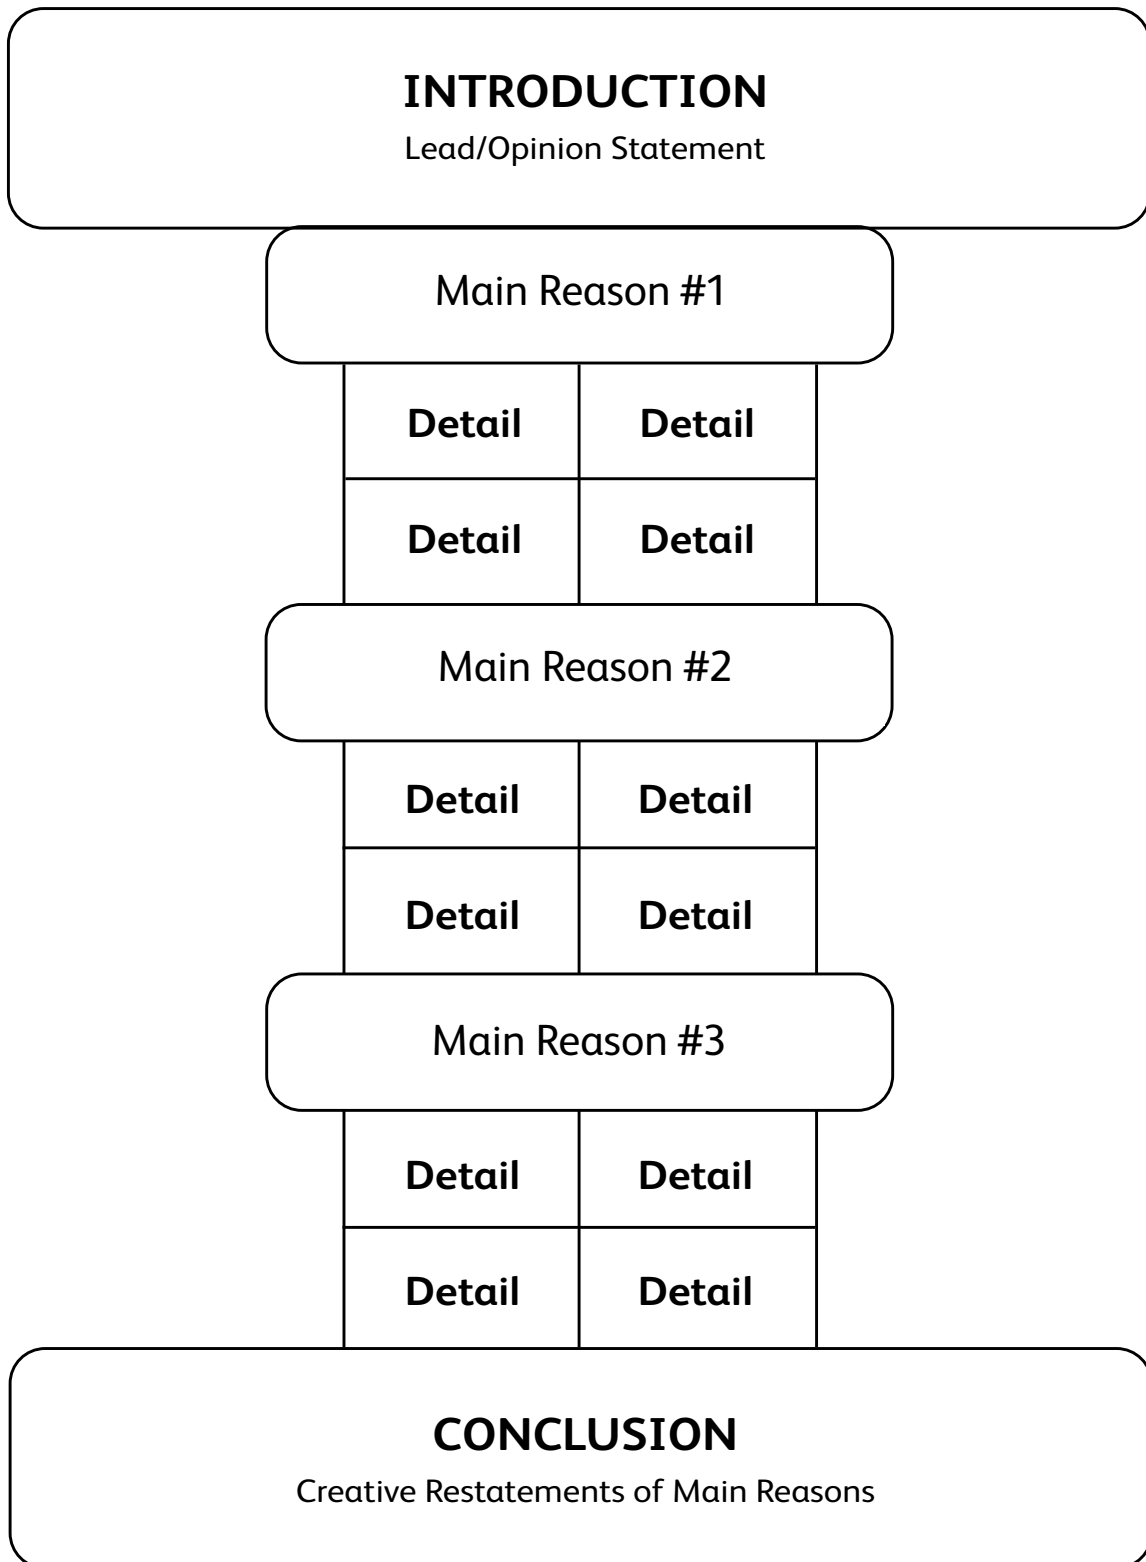 INTRODUCTION
Lead/Opinion Statement
Main Reason #1
Detail Detail
Detail Detail
Main Reason #2
Detail Detail
Detail Detail
Main Reason #3
Detail Detail
Detail Detail
CONCLUSION
Creative Restatements of Main Reasons